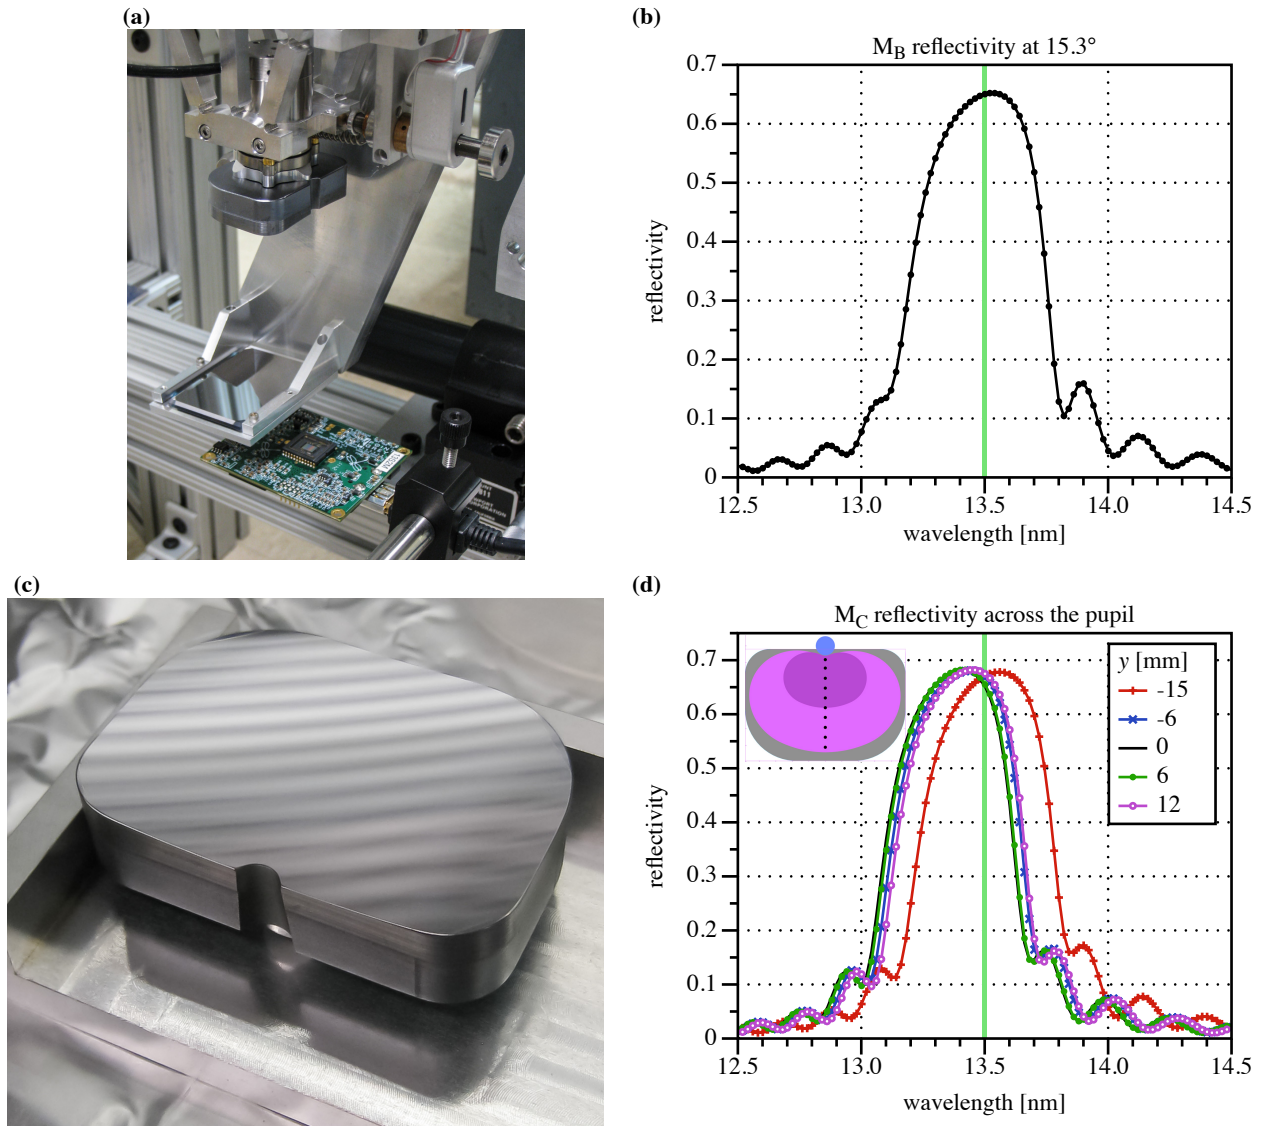 (a)
(b)
M_B reflectivity at 15.3°
0.7
0.6
0.5
0.4
0.3
0.2
0.1
0
reflectivity
12.5 13.0 13.5 14.0 14.5
wavelength [nm]
(c)
(d)
M_C reflectivity across the pupil
0.7
0.6
0.5
0.4
0.3
0.2
0.1
0
reflectivity
y [mm]
-15
-6
0
6
12
12.5 13.0 13.5 14.0 14.5
wavelength [nm]